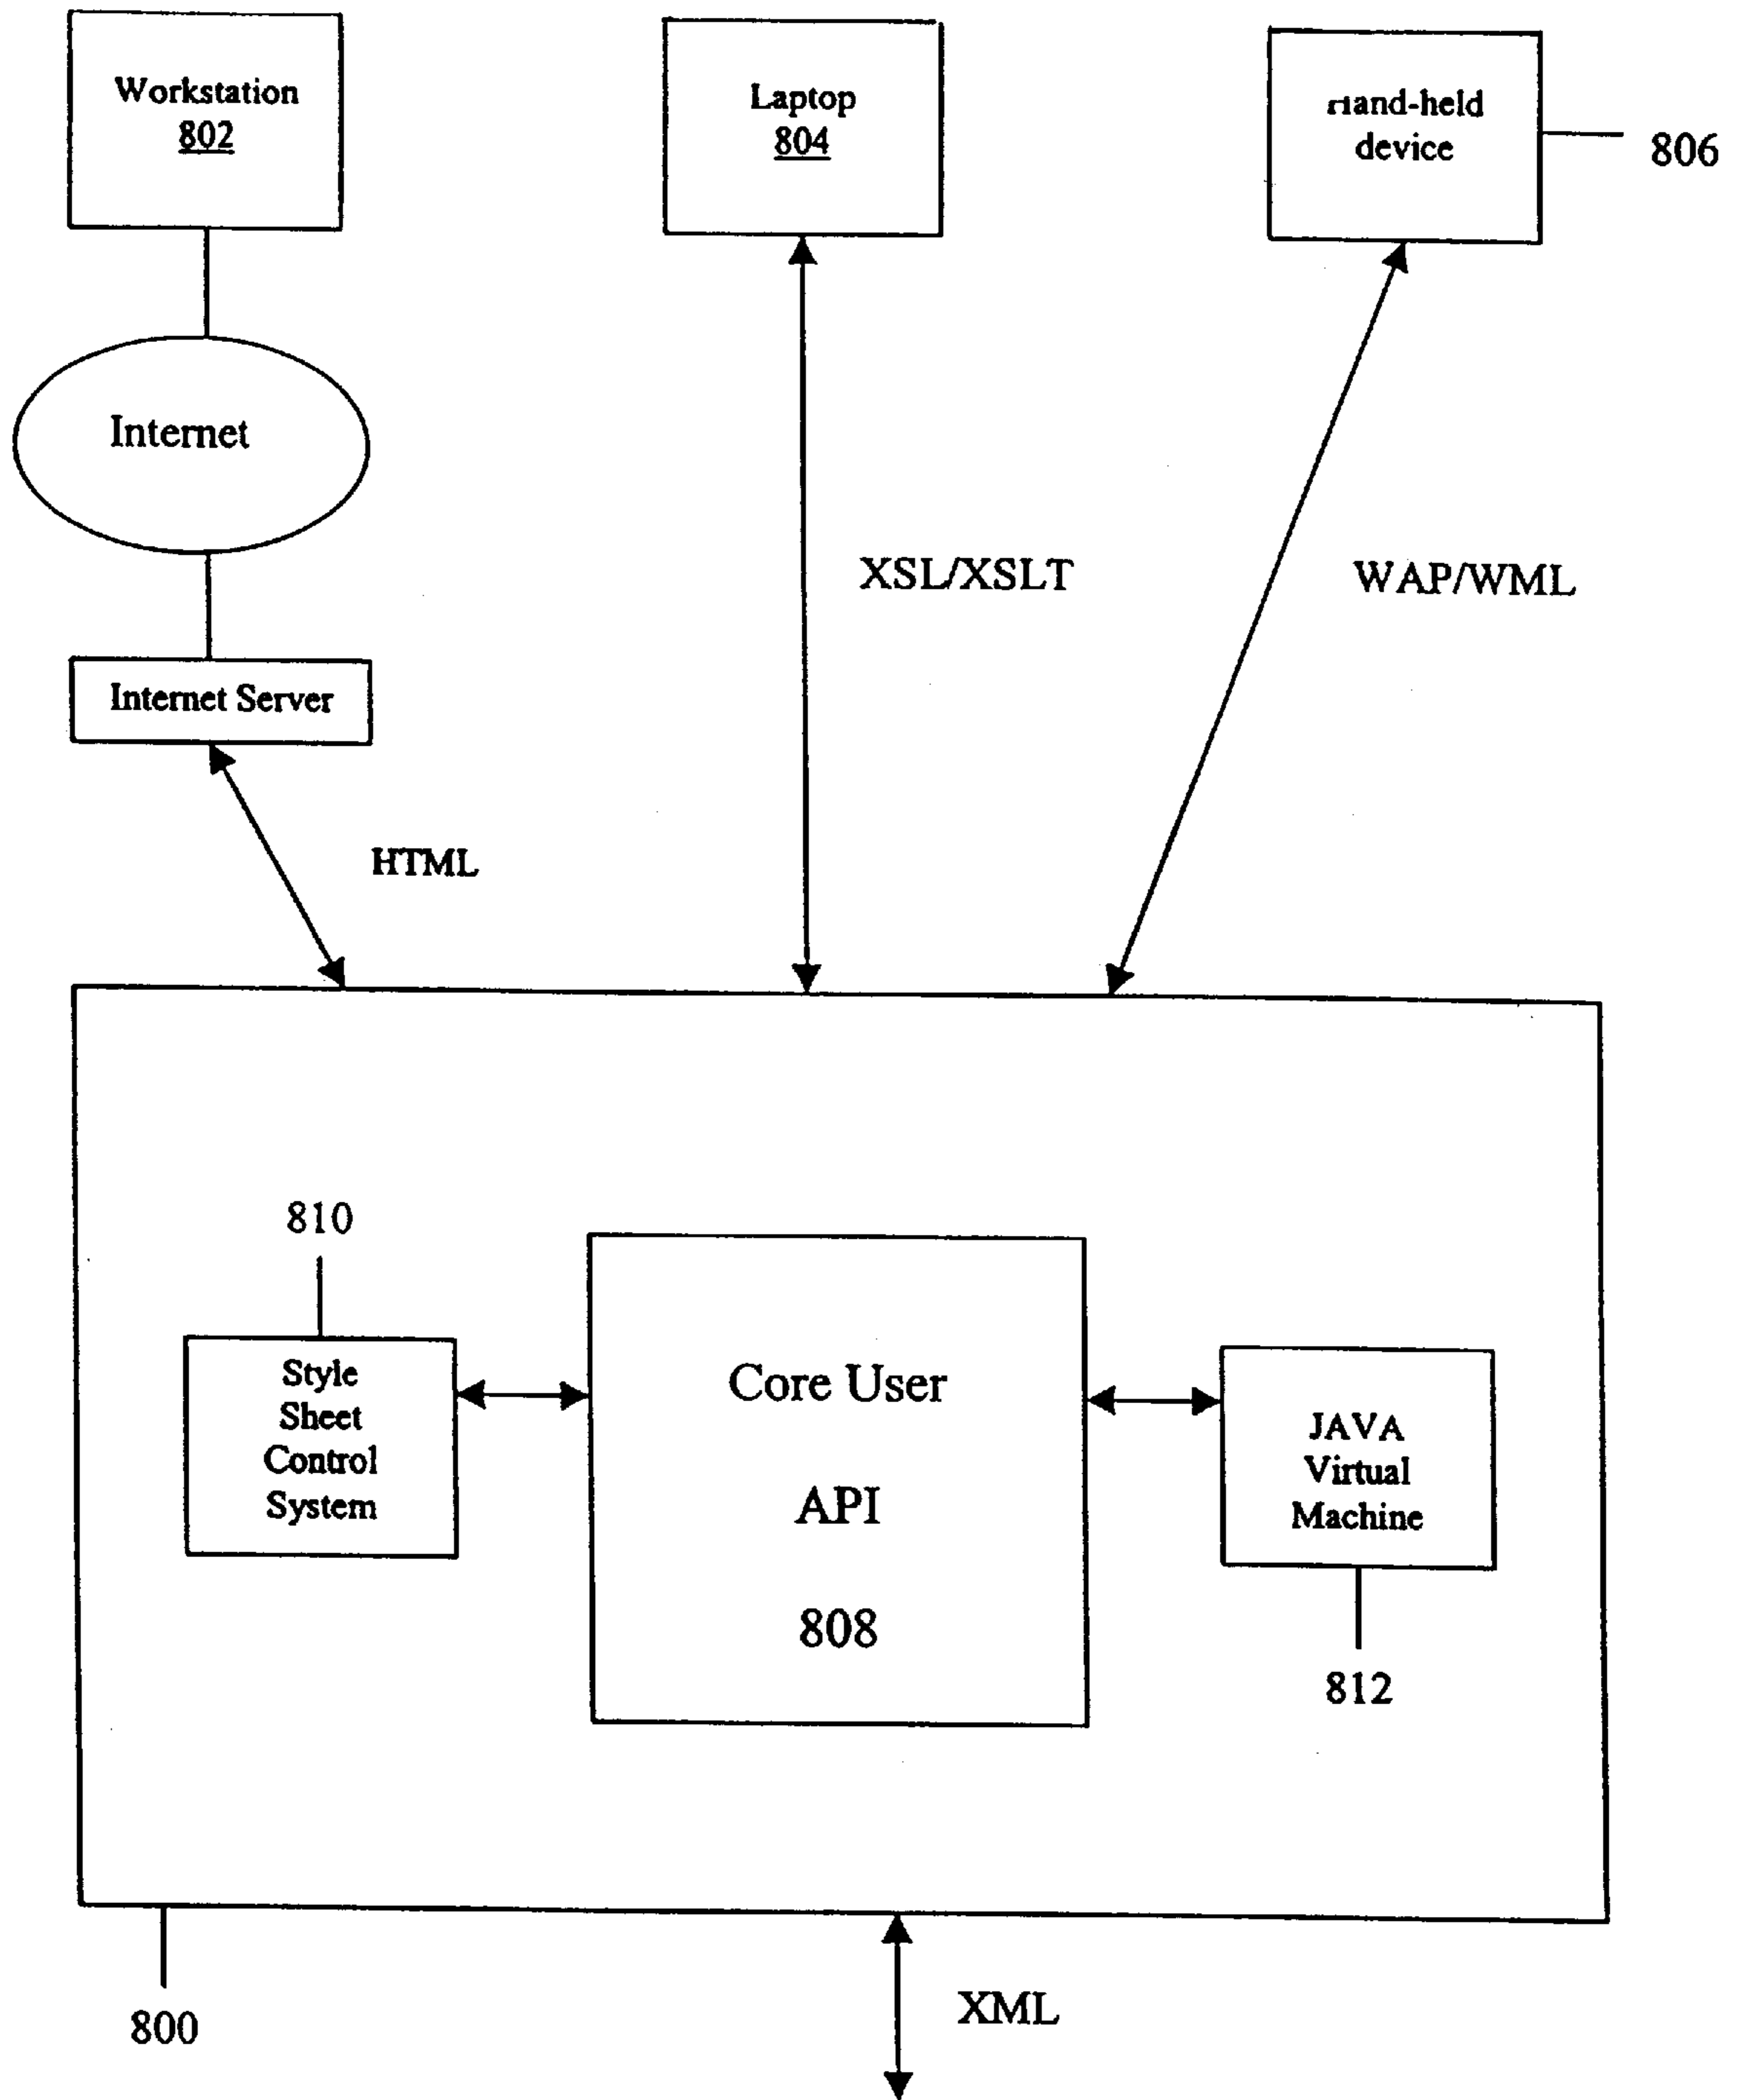 Workstation
802
Laptop
804
Hand-held
device
806
Internet
XSL/XSLT
WAP/WML
Internet Server
HTML
810
Style
Sheet
Control
System
Core User
API
808
JAVA
Virtual
Machine
812
800
XML